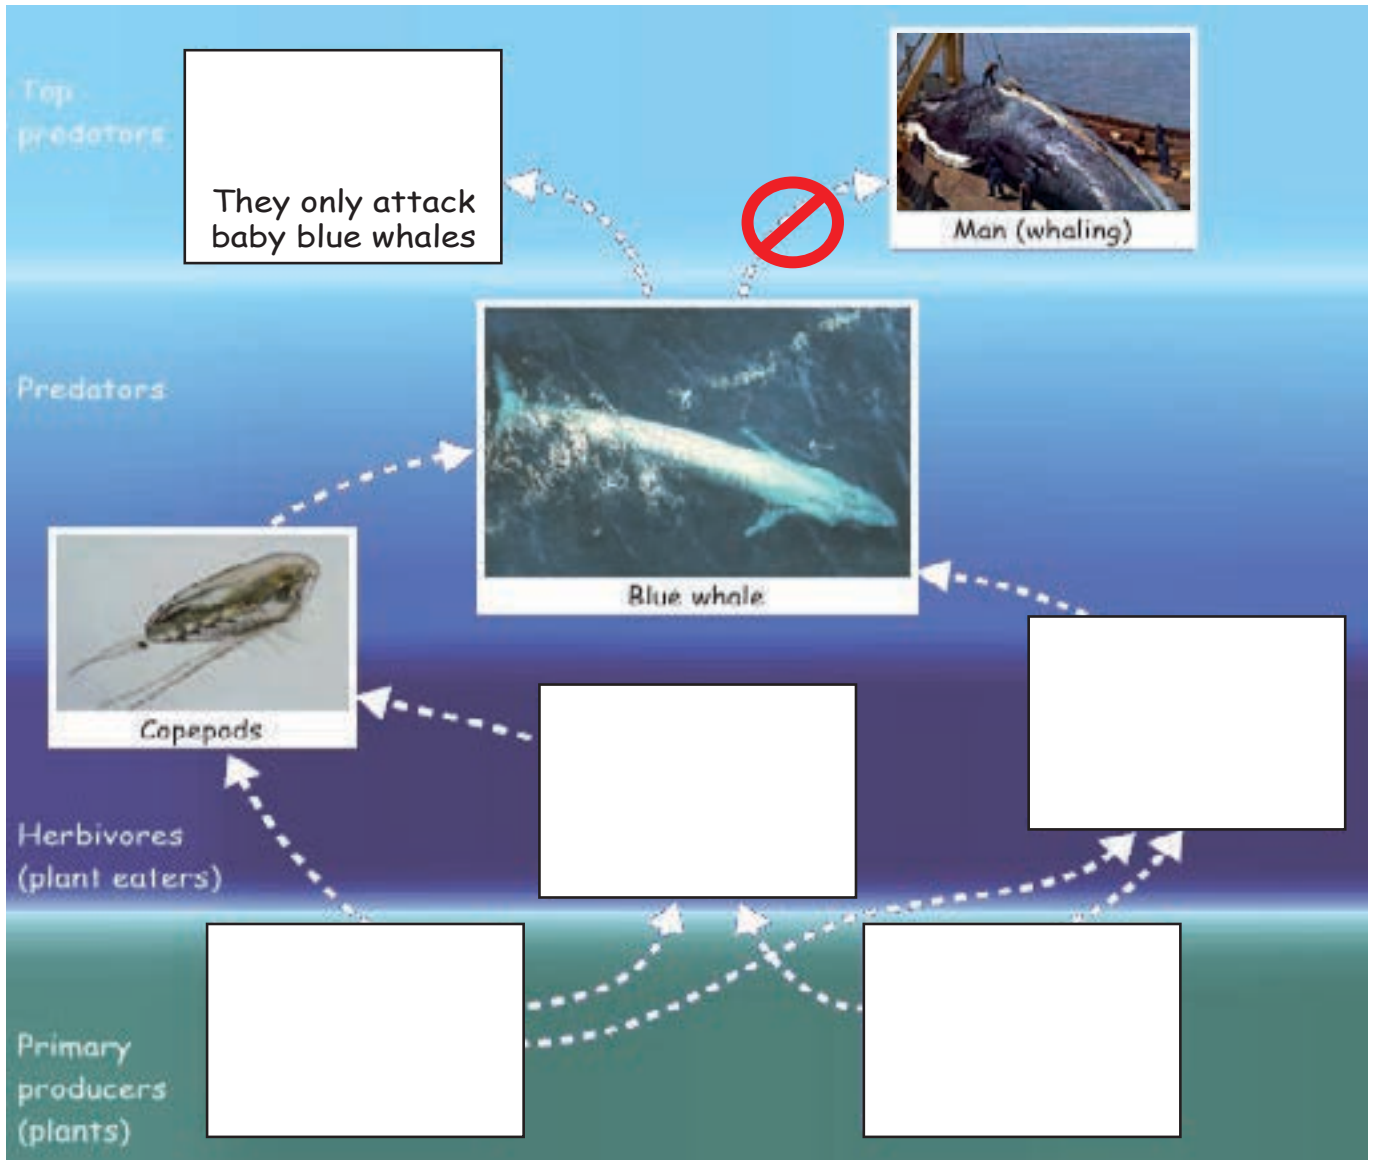 Top
predators
They only attack
baby blue whales
Man (whaling)
Predators
Blue whale
Copepods
Herbivores
(plant eaters)
Primary
producers
(plants)